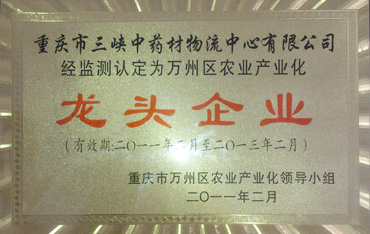 重庆市三峡中药材物流中心有限公司
经监测认定为万州区农业产业化
龙头企业
(有效期:二〇一一年二月至二〇一三年二月)
重庆市万州区农业产业化领导小组
二〇一一年二月